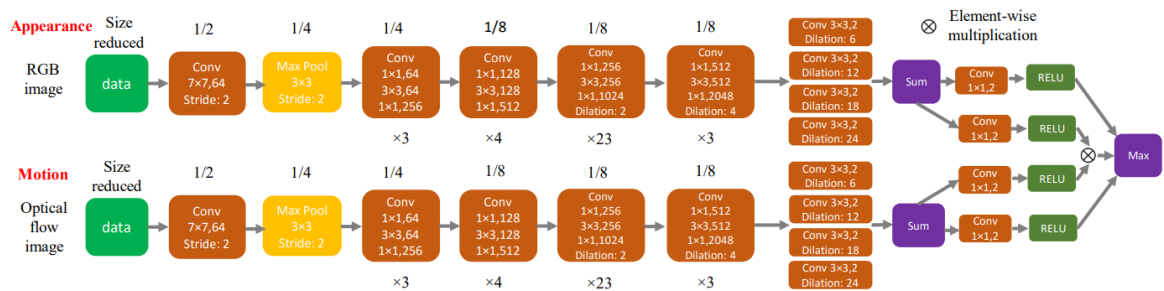 Appearance
Size
reduced
1/2
1/4
1/4
1/8
1/8
1/8
RGB
image
data
Conv
7×7,64
Stride: 2
Max Pool
3×3
Stride: 2
Conv
1×1,64
3×3,64
1×1,256
×3
Conv
1×1,128
3×3,128
1×1,512
×4
Conv
1×1,256
3×3,256
1×1,1024
Dilation: 2
×23
Conv
1×1,512
3×3,512
1×1,2048
Dilation: 4
×3
Conv 3×3,2
Dilation: 6
Conv 3×3,2
Dilation: 12
Conv 3×3,2
Dilation: 18
Conv 3×3,2
Dilation: 24
Sum
Conv
1×1,2
RELU
Conv
1×1,2
RELU
Element-wise
multiplication
Max
Motion
Size
reduced
1/2
1/4
1/4
1/8
1/8
1/8
Optical
flow
image
data
Conv
7×7,64
Stride: 2
Max Pool
3×3
Stride: 2
Conv
1×1,64
3×3,64
1×1,256
×3
Conv
1×1,128
3×3,128
1×1,512
×4
Conv
1×1,256
3×3,256
1×1,1024
Dilation: 2
×23
Conv
1×1,512
3×3,512
1×1,2048
Dilation: 4
×3
Conv 3×3,2
Dilation: 6
Conv 3×3,2
Dilation: 12
Conv 3×3,2
Dilation: 18
Conv 3×3,2
Dilation: 24
Sum
Conv
1×1,2
RELU
Conv
1×1,2
RELU